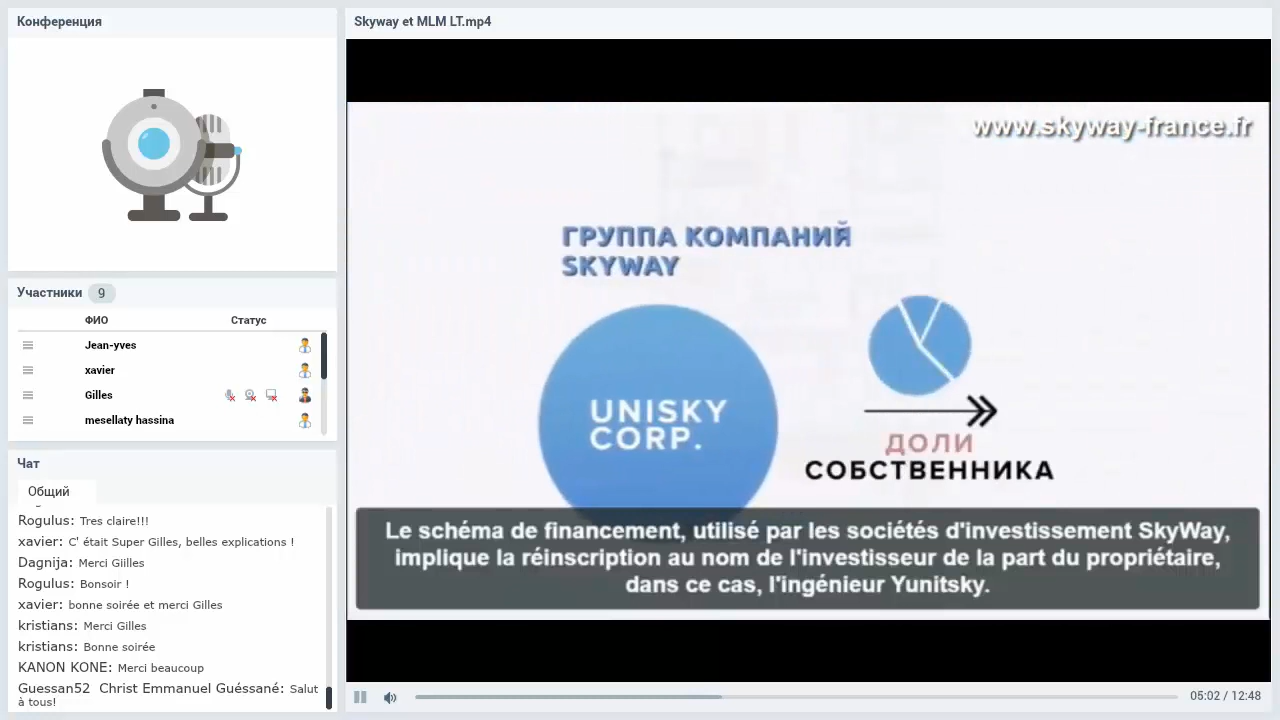 Конференция
Участники 9
ФИО Статус
Jean-yves
xavier
Gilles
mesellaty hassina
Чат
Общий
Rogulus: Tres claire!!!
xavier: C' était Super Gilles, belles explications !
Dagnija: Merci Giilles
Rogulus: Bonsoir !
xavier: bonne soirée et merci Gilles
kristians: Merci Gilles
kristians: Bonne soirée
KANON KONE: Merci beaucoup
Guessan52 Christ Emmanuel Guéssané: Salut
à tous!
Skyway et MLM LT.mp4
www.skyway-france.fr
ГРУППА КОМПАНИЙ
SKYWAY
UNISKY
CORP.
ДОЛИ
СОБСТВЕННИКА
Le schéma de financement, utilisé par les sociétés d'investissement SkyWay,
implique la réinscription au nom de l'investisseur de la part du propriétaire,
dans ce cas, l'ingénieur Yunitsky.
05:02 / 12:48